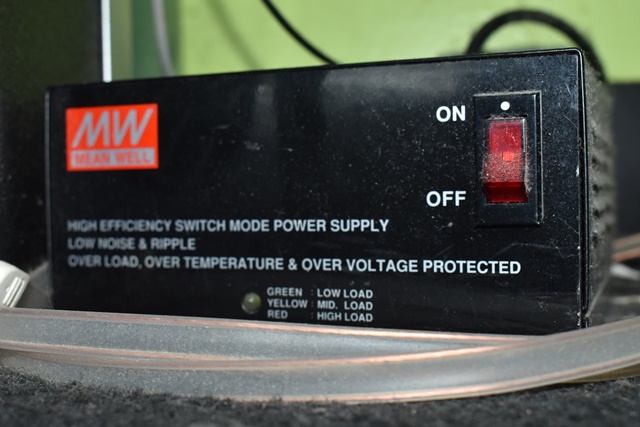 MW
MEAN WELL
ON
OFF
HIGH EFFICIENCY SWITCH MODE POWER SUPPLY
LOW NOISE & RIPPLE
OVER LOAD, OVER TEMPERATURE & OVER VOLTAGE PROTECTED
GREEN : LOW LOAD
YELLOW : MID. LOAD
RED : HIGH LOAD